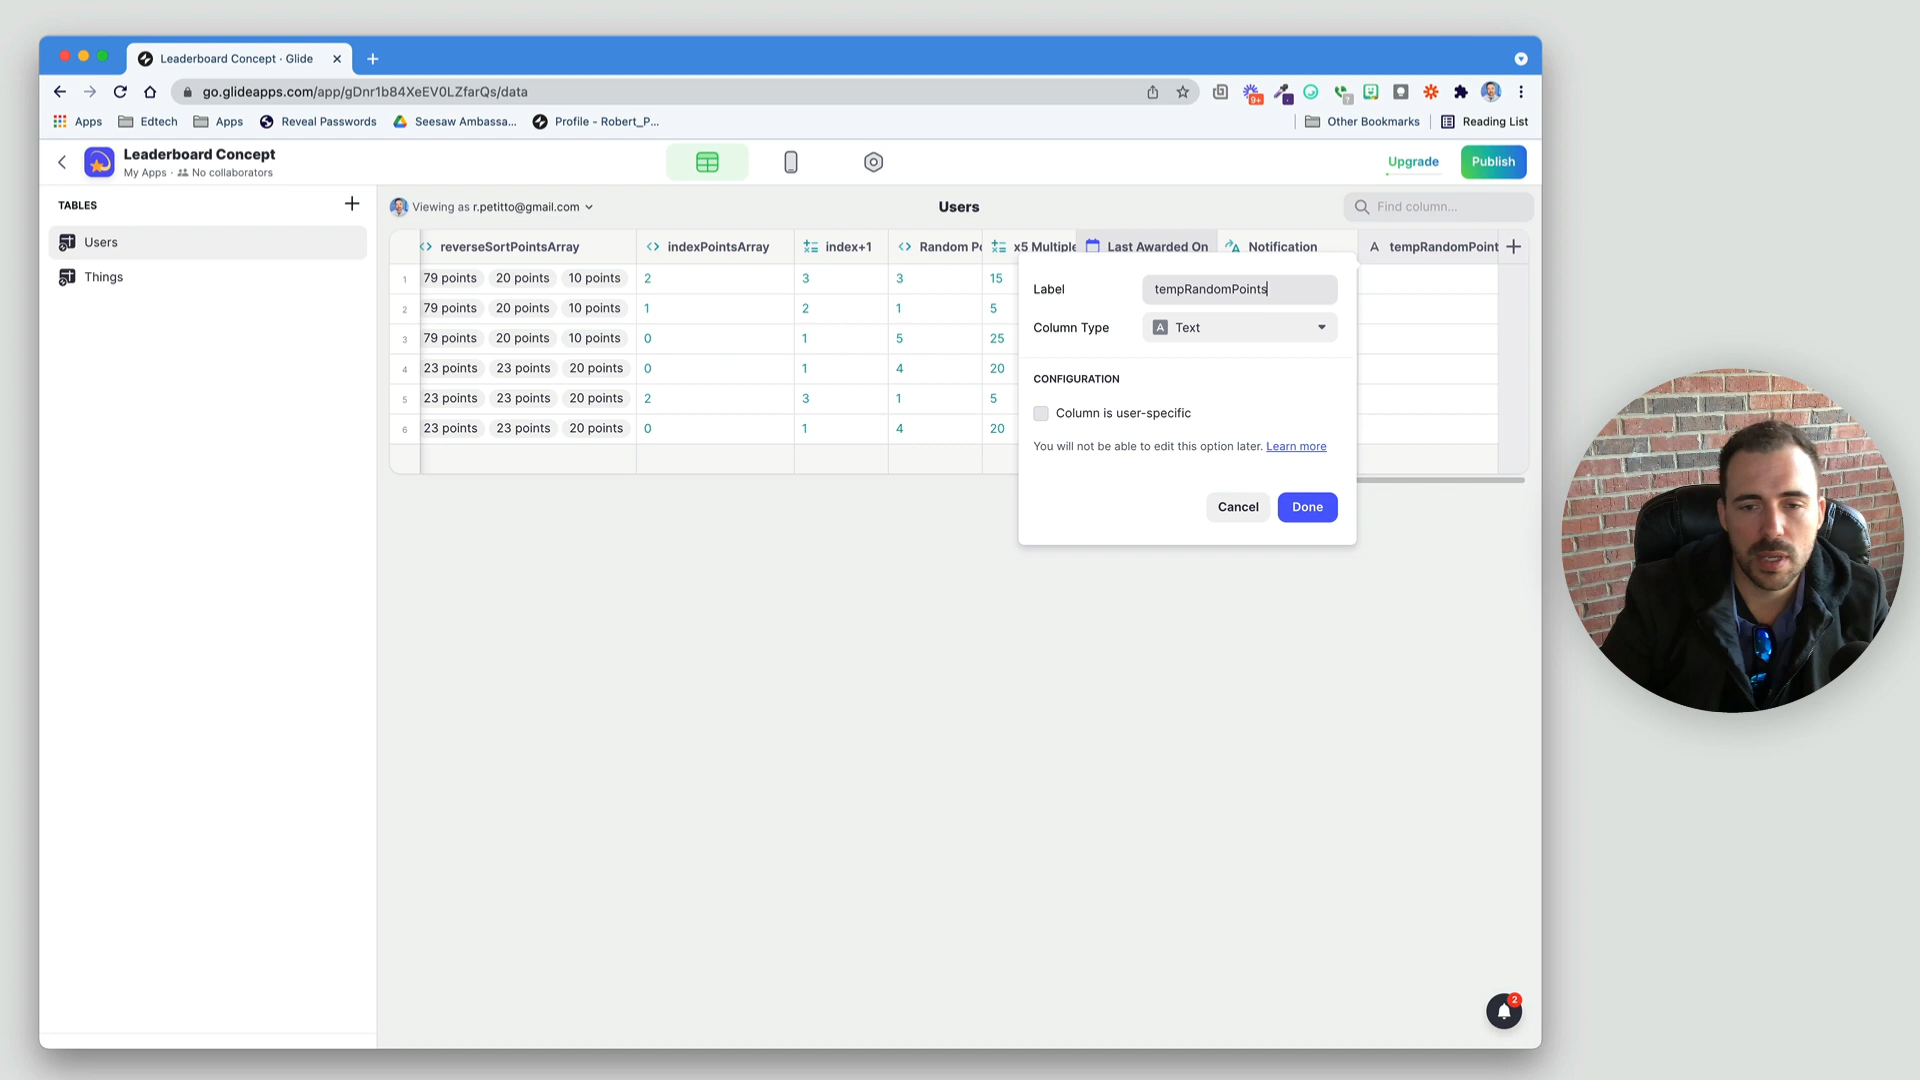 Leaderboard Concept · Glide
go.glideapps.com/app/gDnr1b84XeEV0LZfarQs/data
9+
7
Apps
Edtech
Apps
Reveal Passwords
Seesaw Ambassa...
Profile - Robert_P...
Other Bookmarks
Reading List
Leaderboard Concept
My Apps · No collaborators
Upgrade
Publish
TABLES
Users
Things
Viewing as r.petitto@gmail.com
Users
Find column...
reverseSortPointsArray indexPointsArray index+1 Random Po x5 Multiple Last Awarded On Notification A tempRandomPoint
1 79 points 20 points 10 points 2 3 3 15
2 79 points 20 points 10 points 1 2 1 5
3 79 points 20 points 10 points 0 1 5 25
4 23 points 23 points 20 points 0 1 4 20
5 23 points 23 points 20 points 2 3 1 5
6 23 points 23 points 20 points 0 1 4 20
Label tempRandomPoints
Column Type A Text
CONFIGURATION
Column is user-specific
You will not be able to edit this option later. Learn more
Cancel
Done
2